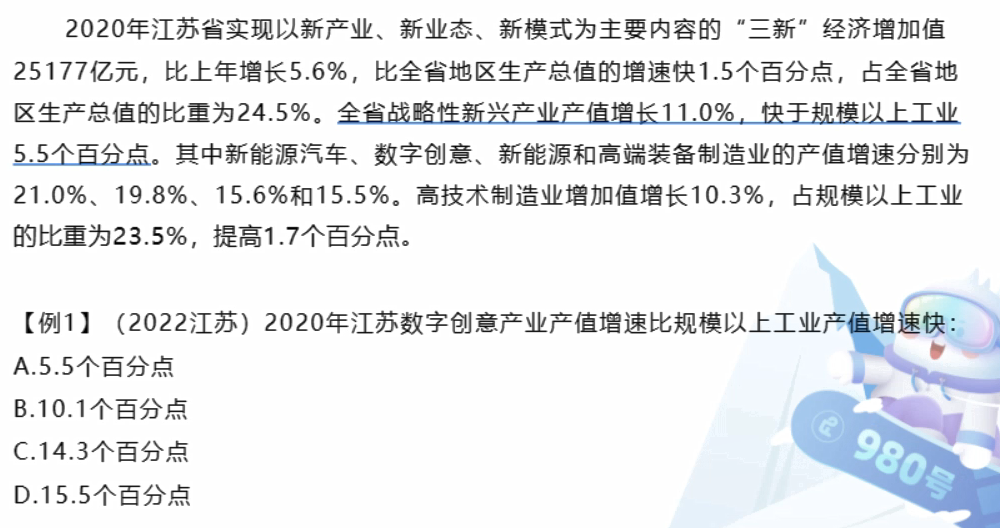 2020年江苏省实现以新产业、新业态、新模式为主要内容的“三新”经济增加值
25177亿元，比上年增长5.6%，比全省地区生产总值的增速快1.5个百分点，占全省地
区生产总值的比重为24.5%。全省战略性新兴产业产值增长11.0%，快于规模以上工业
5.5个百分点。其中新能源汽车、数字创意、新能源和高端装备制造业的产值增速分别为
21.0%、19.8%、15.6%和15.5%。高技术制造业增加值增长10.3%，占规模以上工业
的比重为23.5%，提高1.7个百分点。
【例1】（2022江苏）2020年江苏数字创意产业产值增速比规模以上工业产值增速快：
A.5.5个百分点
B.10.1个百分点
C.14.3个百分点
D.15.5个百分点
980号